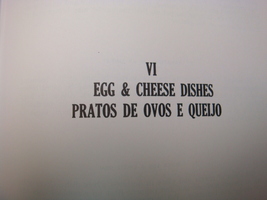 VI
EGG & CHEESE DISHES
PRATOS DE OVOS E QUEIJO